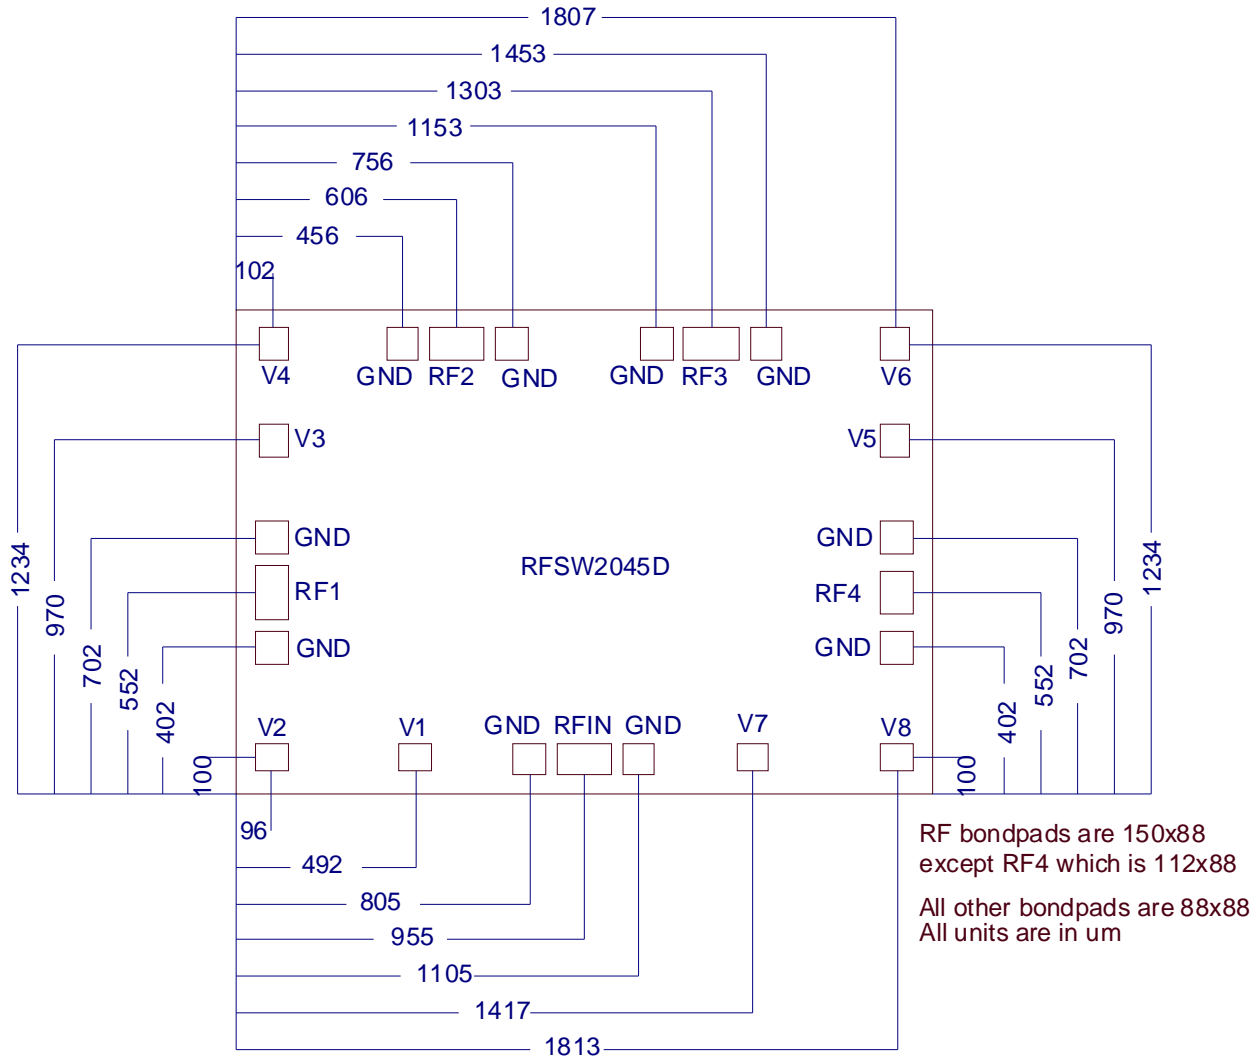 1807
1453
1303
1153
756
606
456
102
GND
RF2
GND
GND
RF3
GND
V4
V6
V3
V5
GND
GND
RFSW2045D
RF1
RF4
GND
GND
1234
970
702
552
402
100
1234
970
702
552
402
100
V2
V1
GND
RFIN
GND
V7
V8
96
492
805
955
1105
1417
1813
RF bondpads are 150x88
except RF4 which is 112x88
All other bondpads are 88x88
All units are in um